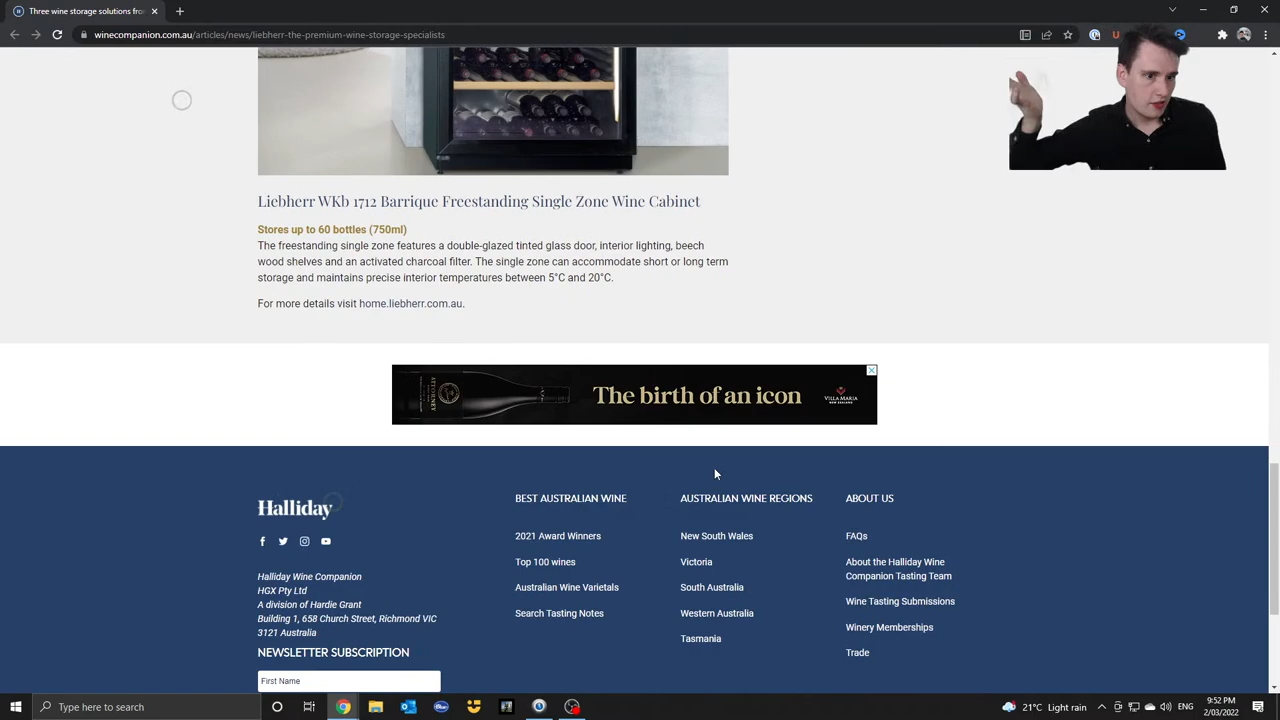 Three wine storage solutions fron
winecompanion.com.au/articles/news/liebherr-the-premium-wine-storage-specialists
Liebherr WKb 1712 Barrique Freestanding Single Zone Wine Cabinet
Stores up to 60 bottles (750ml)
The freestanding single zone features a double-glazed tinted glass door, interior lighting, beech
wood shelves and an activated charcoal filter. The single zone can accommodate short or long term
storage and maintains precise interior temperatures between 5°C and 20°C.
For more details visit home.liebherr.com.au.
ATTORNEY
The birth of an icon
VILLA MARIA
NEW ZEALAND
Halliday
Halliday Wine Companion
HGX Pty Ltd
A division of Hardie Grant
Building 1, 658 Church Street, Richmond VIC
3121 Australia
NEWSLETTER SUBSCRIPTION
First Name
BEST AUSTRALIAN WINE
2021 Award Winners
Top 100 wines
Australian Wine Varietals
Search Tasting Notes
AUSTRALIAN WINE REGIONS
New South Wales
Victoria
South Australia
Western Australia
Tasmania
ABOUT US
FAQs
About the Halliday Wine
Companion Tasting Team
Wine Tasting Submissions
Winery Memberships
Trade
Type here to search
21°C Light rain
ENG
9:52 PM
2/03/2022